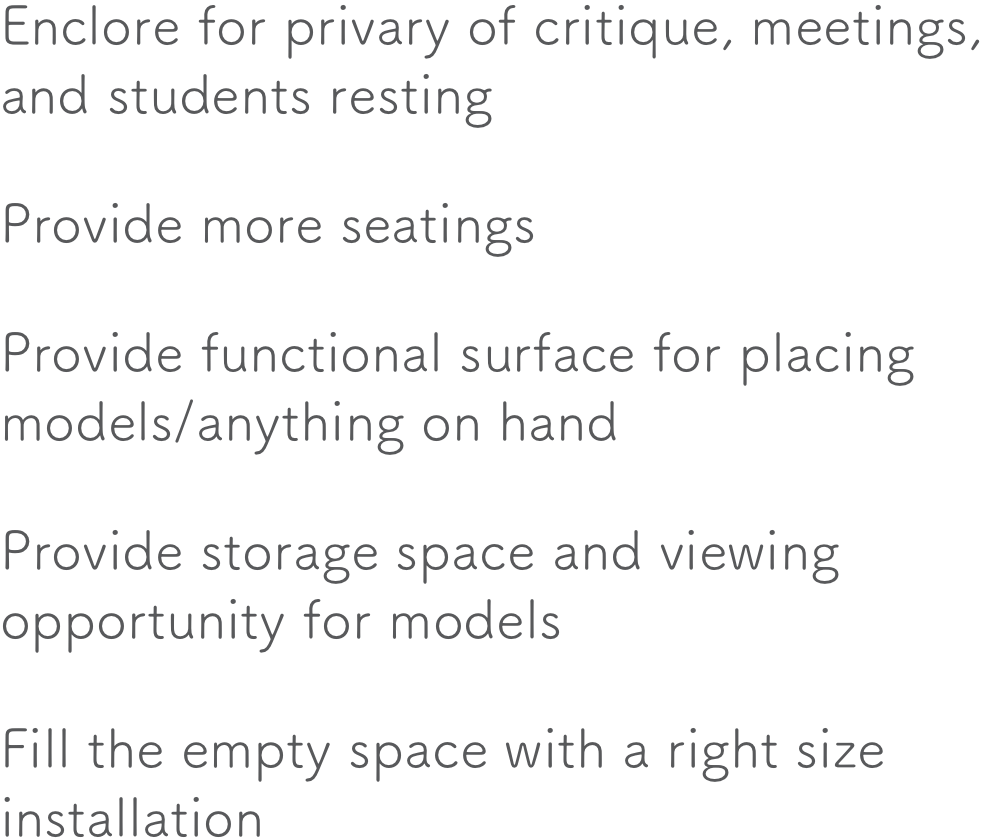 Enclore for privary of critique, meetings,
and students resting
Provide more seatings
Provide functional surface for placing
models/anything on hand
Provide storage space and viewing
opportunity for models
Fill the empty space with a right size
installation